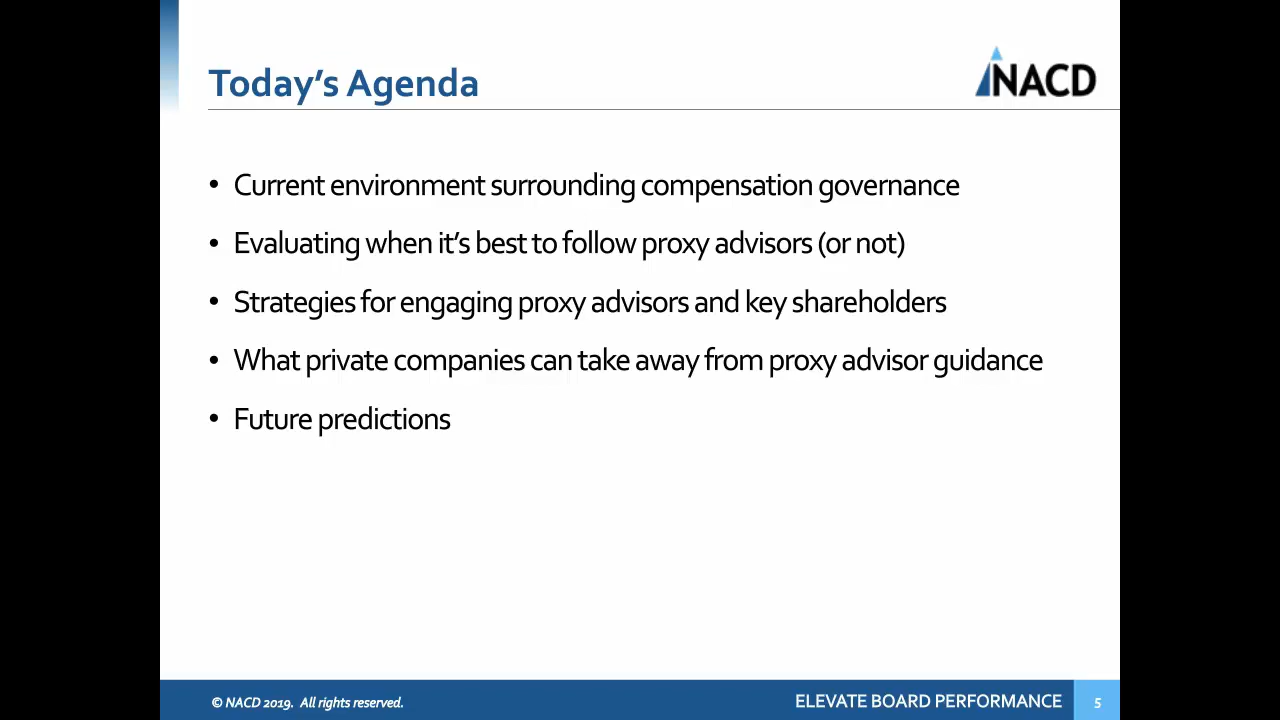 Today's Agenda
NACD
• Current environment surrounding compensation governance
• Evaluating when it's best to follow proxy advisors (or not)
• Strategies for engaging proxy advisors and key shareholders
• What private companies can take away from proxy advisor guidance
• Future predictions
© NACD 2019. All rights reserved.
ELEVATE BOARD PERFORMANCE
5